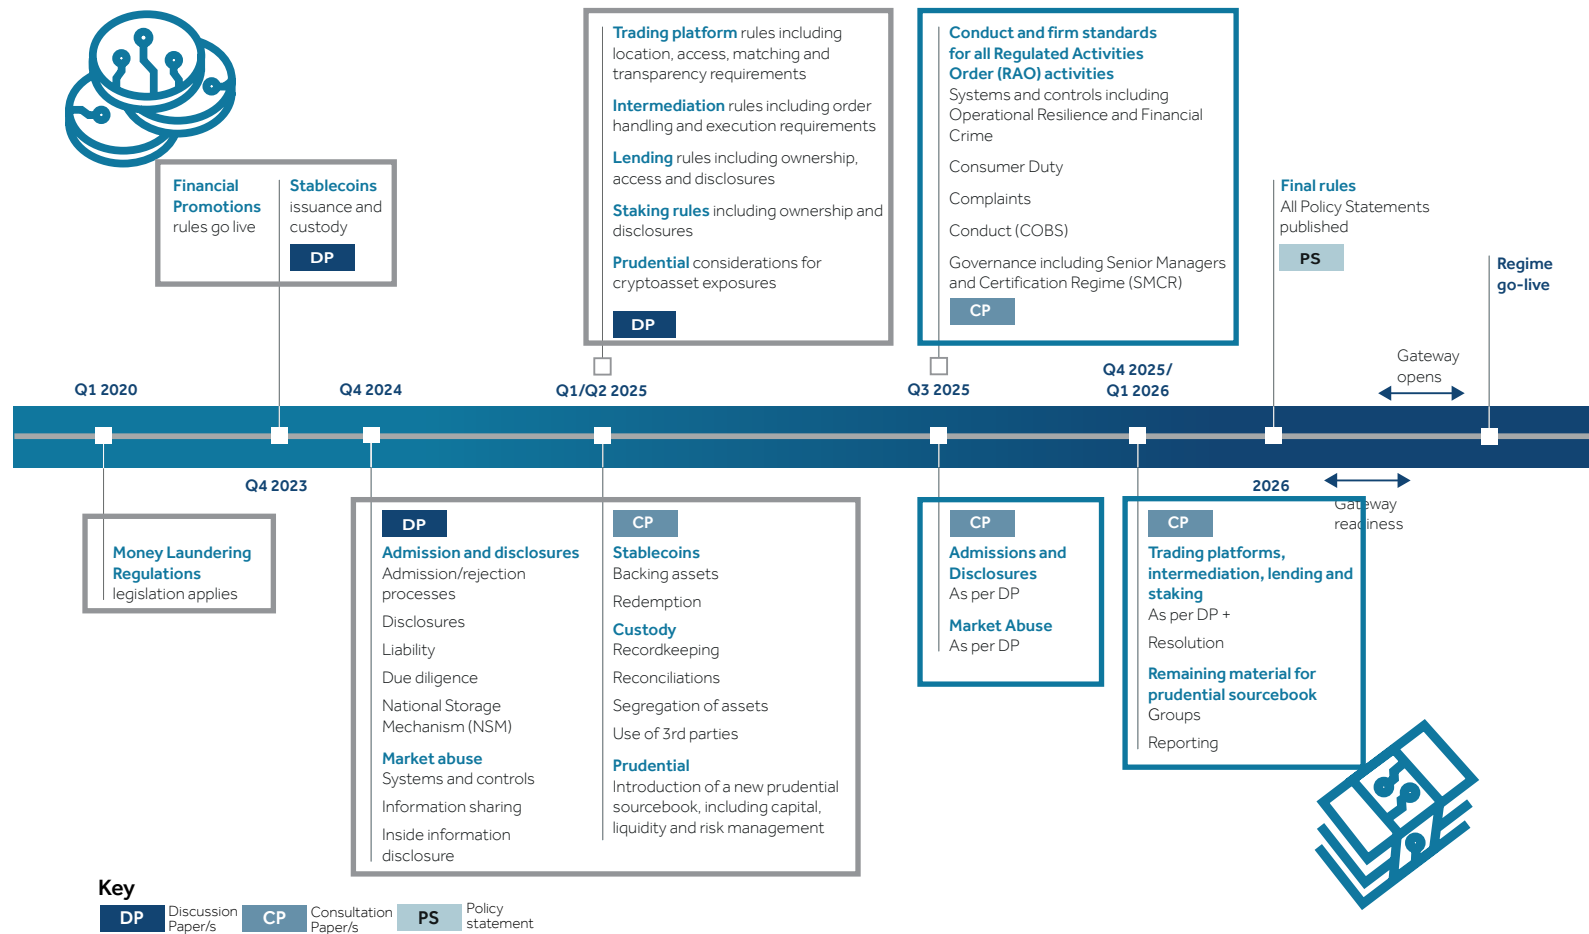 Financial
Promotions
rules go live
Stablecoins
issuance and
custody
DP
Trading platform rules including
location, access, matching and
transparency requirements
Intermediation rules including order
handling and execution requirements
Lending rules including ownership,
access and disclosures
Staking rules including ownership and
disclosures
Prudential considerations for
cryptoasset exposures
DP
Conduct and firm standards
for all Regulated Activities
Order (RAO) activities
Systems and controls including
Operational Resilience and Financial
Crime
Consumer Duty
Complaints
Conduct (COBS)
Governance including Senior Managers
and Certification Regime (SMCR)
CP
Final rules
All Policy Statements
published
PS
Regime
go-live
Gateway
opens
Q1 2020
Q4 2024
Q1/Q2 2025
Q3 2025
Q4 2025/
Q1 2026
Q4 2023
2026
Gateway
readiness
Money Laundering
Regulations
legislation applies
DP
Admission and disclosures
Admission/rejection
processes
Disclosures
Liability
Due diligence
National Storage
Mechanism (NSM)
Market abuse
Systems and controls
Information sharing
Inside information
disclosure
CP
Stablecoins
Backing assets
Redemption
Custody
Recordkeeping
Reconciliations
Segregation of assets
Use of 3rd parties
Prudential
Introduction of a new prudential
sourcebook, including capital,
liquidity and risk management
CP
Admissions and
Disclosures
As per DP
Market Abuse
As per DP
CP
Trading platforms,
intermediation, lending and
staking
As per DP +
Resolution
Remaining material for
prudential sourcebook
Groups
Reporting
Key
DP
Discussion
Paper/s
CP
Consultation
Paper/s
PS
Policy
statement